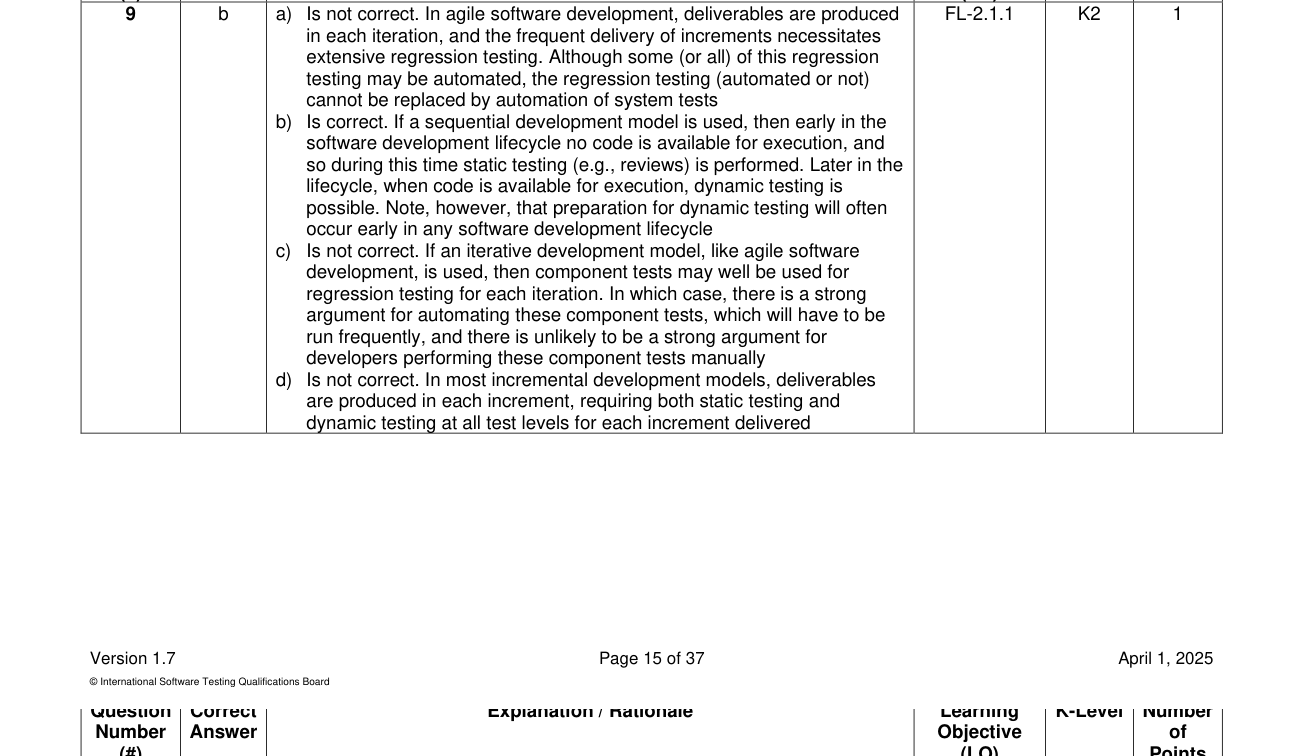 9 b a) Is not correct. In agile software development, deliverables are produced FL-2.1.1 K2 1
in each iteration, and the frequent delivery of increments necessitates
extensive regression testing. Although some (or all) of this regression
testing may be automated, the regression testing (automated or not)
cannot be replaced by automation of system tests
b) Is correct. If a sequential development model is used, then early in the
software development lifecycle no code is available for execution, and
so during this time static testing (e.g., reviews) is performed. Later in the
lifecycle, when code is available for execution, dynamic testing is
possible. Note, however, that preparation for dynamic testing will often
occur early in any software development lifecycle
c) Is not correct. If an iterative development model, like agile software
development, is used, then component tests may well be used for
regression testing for each iteration. In which case, there is a strong
argument for automating these component tests, which will have to be
run frequently, and there is unlikely to be a strong argument for
developers performing these component tests manually
d) Is not correct. In most incremental development models, deliverables
are produced in each increment, requiring both static testing and
dynamic testing at all test levels for each increment delivered
Version 1.7 Page 15 of 37 April 1, 2025
© International Software Testing Qualifications Board
Question Correct Explanation / Rationale Learning K-Level Number
Number Answer Objective of
(#) (LO) Points